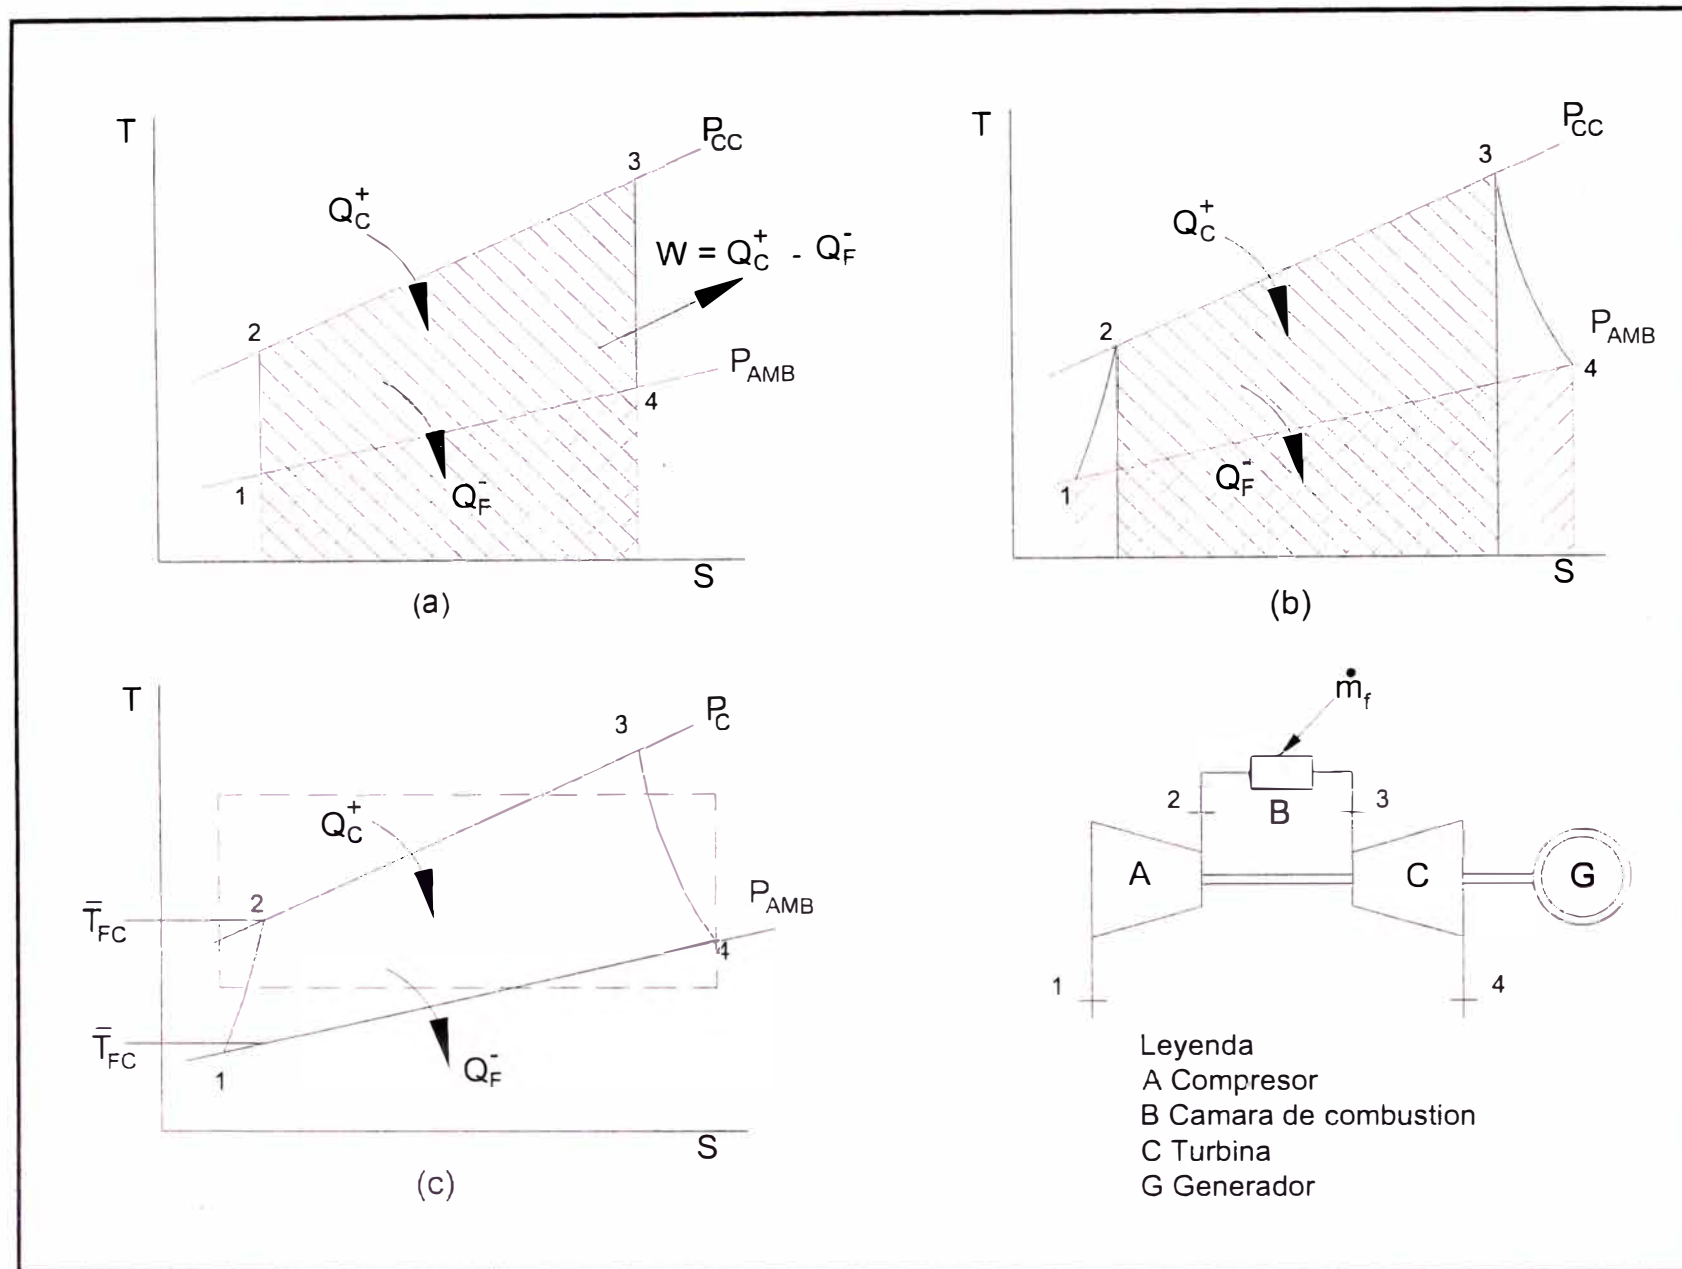 T
P_CC
3
Q_C^+
W = Q_C^+ - Q_F^-
2
P_AMB
4
1
Q_F^-
S
(a)
T
P_CC
3
Q_C^+
2
P_AMB
4
1
Q_F^-
S
(b)
T
3
P_C
Q_C^+
2
T̄_FC
P_AMB
4
T̄_FC
1
Q_F^-
S
(c)
ṁ_f
2
3
B
A
C
G
1
4
Leyenda
A Compresor
B Camara de combustion
C Turbina
G Generador